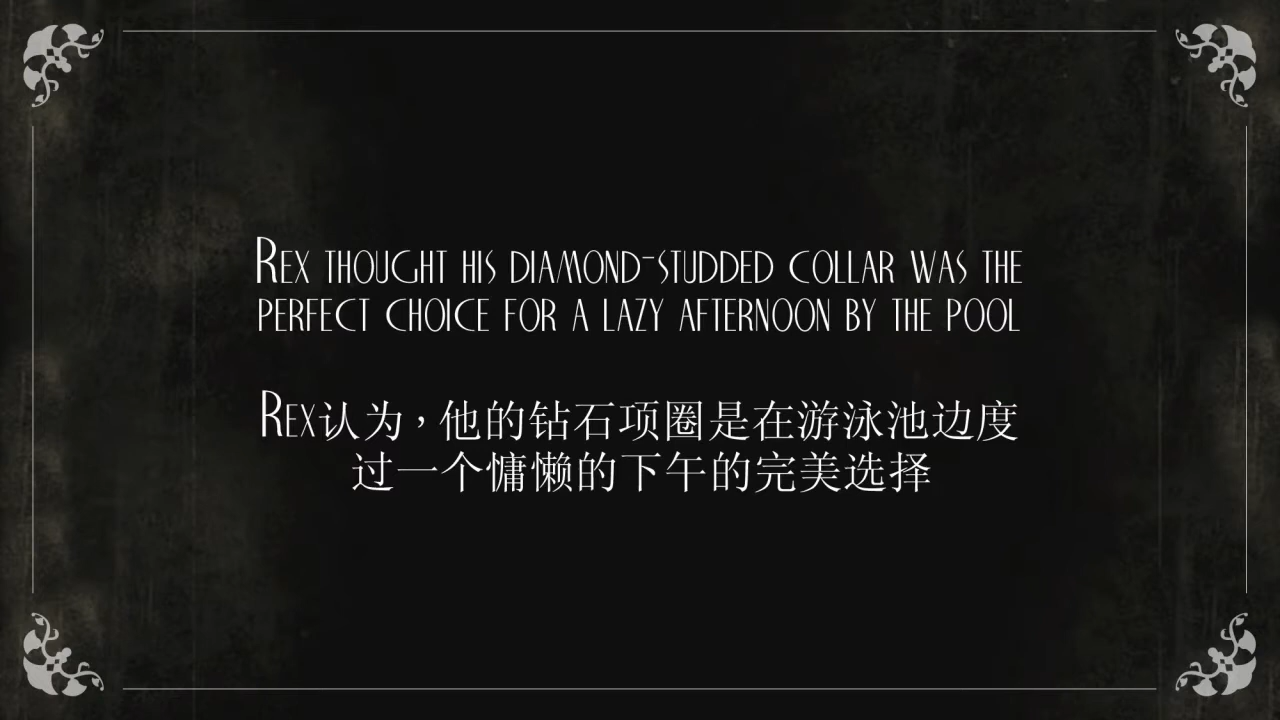 Rex thought his diamond-studded collar was the
perfect choice for a lazy afternoon by the pool
Rex认为，他的钻石项圈是在游泳池边度
过一个慵懒的下午的完美选择